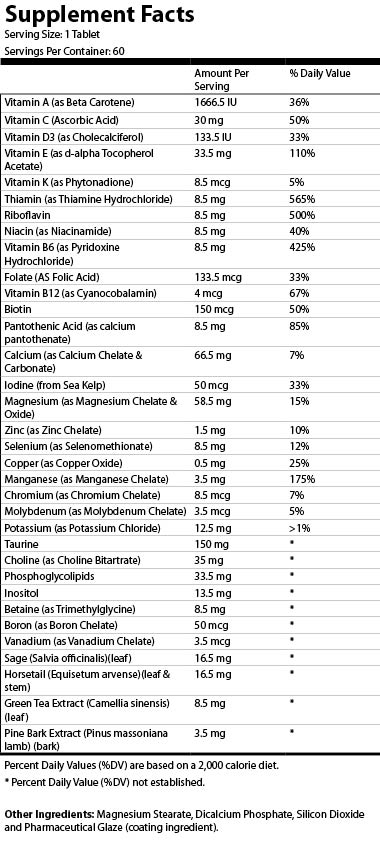 Supplement Facts
Serving Size: 1 Tablet
Servings Per Container: 60
Amount Per Serving % Daily Value
Vitamin A (as Beta Carotene) 1666.5 IU 36%
Vitamin C (Ascorbic Acid) 30 mg 50%
Vitamin D3 (as Cholecalciferol) 133.5 IU 33%
Vitamin E (as d-alpha Tocopherol Acetate) 33.5 mg 110%
Vitamin K (as Phytonadione) 8.5 mcg 5%
Thiamin (as Thiamine Hydrochloride) 8.5 mg 565%
Riboflavin 8.5 mg 500%
Niacin (as Niacinamide) 8.5 mg 40%
Vitamin B6 (as Pyridoxine Hydrochloride) 8.5 mg 425%
Folate (AS Folic Acid) 133.5 mcg 33%
Vitamin B12 (as Cyanocobalamin) 4 mcg 67%
Biotin 150 mcg 50%
Pantothenic Acid (as calcium pantothenate) 8.5 mg 85%
Calcium (as Calcium Chelate & Carbonate) 66.5 mg 7%
Iodine (from Sea Kelp) 50 mcg 33%
Magnesium (as Magnesium Chelate & Oxide) 58.5 mg 15%
Zinc (as Zinc Chelate) 1.5 mg 10%
Selenium (as Selenomethionate) 8.5 mg 12%
Copper (as Copper Oxide) 0.5 mg 25%
Manganese (as Manganese Chelate) 3.5 mg 175%
Chromium (as Chromium Chelate) 8.5 mcg 7%
Molybdenum (as Molybdenum Chelate) 3.5 mcg 5%
Potassium (as Potassium Chloride) 12.5 mg >1%
Taurine 150 mg *
Choline (as Choline Bitartrate) 35 mg *
Phosphoglycolipids 33.5 mg *
Inositol 13.5 mg *
Betaine (as Trimethylglycine) 8.5 mg *
Boron (as Boron Chelate) 50 mcg *
Vanadium (as Vanadium Chelate) 3.5 mcg *
Sage (Salvia officinalis)(leaf) 16.5 mg *
Horsetail (Equisetum arvense)(leaf & stem) 16.5 mg *
Green Tea Extract (Camellia sinensis) (leaf) 8.5 mg *
Pine Bark Extract (Pinus massoniana lamb) (bark) 3.5 mg *
Percent Daily Values (%DV) are based on a 2,000 calorie diet.
* Percent Daily Value (%DV) not established.
Other Ingredients: Magnesium Stearate, Dicalcium Phosphate, Silicon Dioxide
and Pharmaceutical Glaze (coating ingredient).